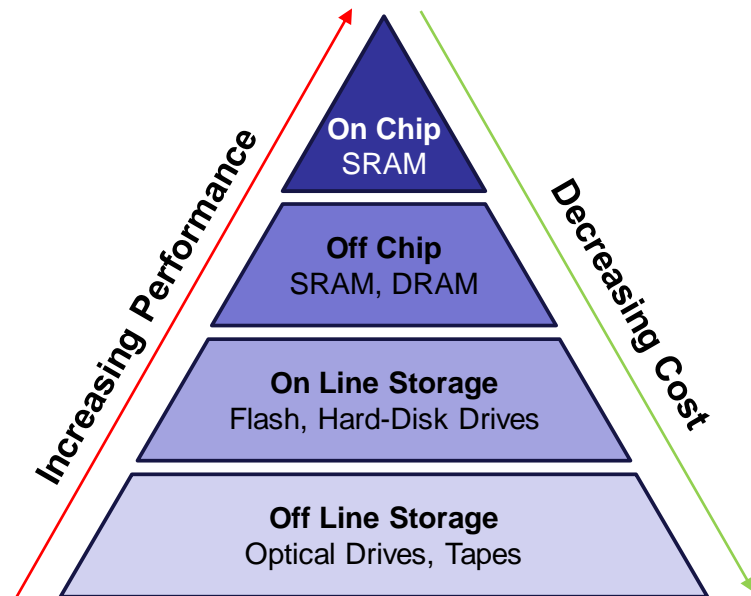 Increasing Performance
On Chip
SRAM
Off Chip
SRAM, DRAM
On Line Storage
Flash, Hard-Disk Drives
Off Line Storage
Optical Drives, Tapes
Decreasing Cost